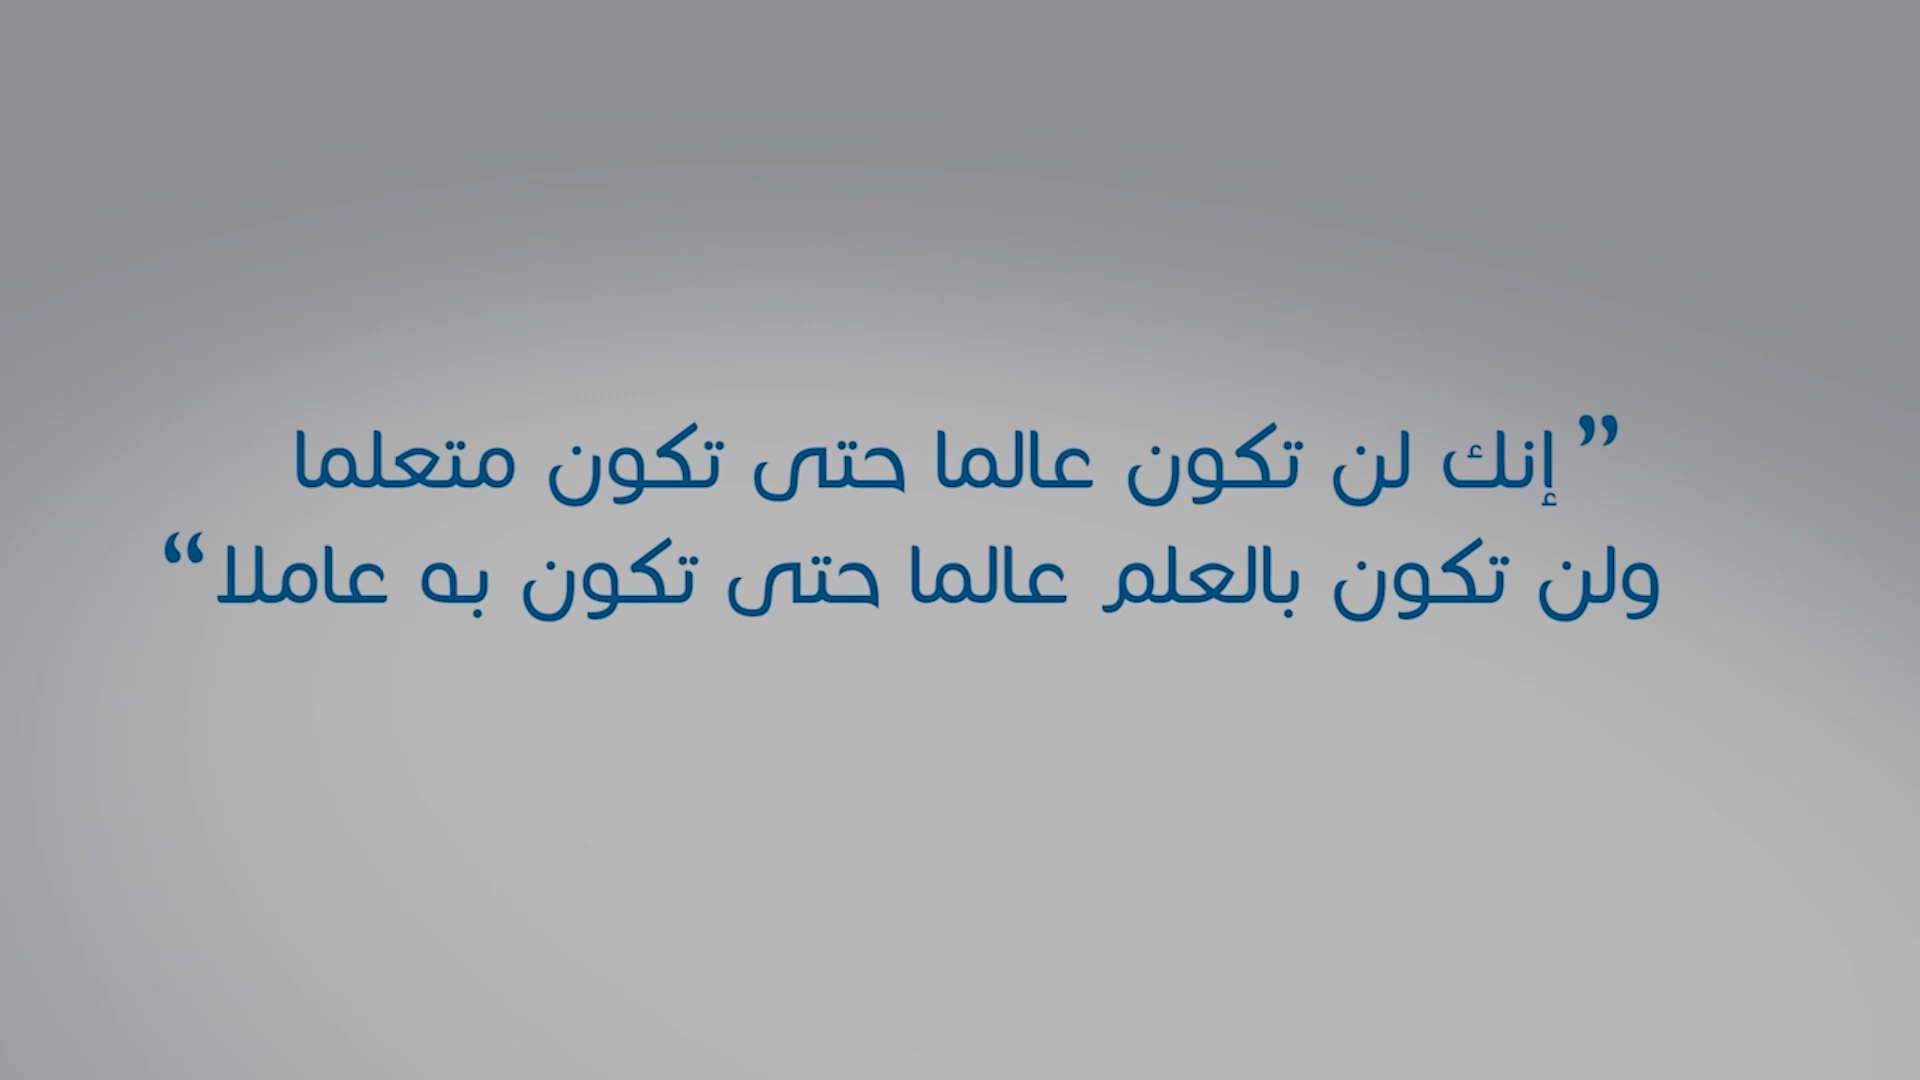 ”إنك لن تكون عالما حتى تكون متعلما
ولن تكون بالعلم عالما حتى تكون به عاملا“